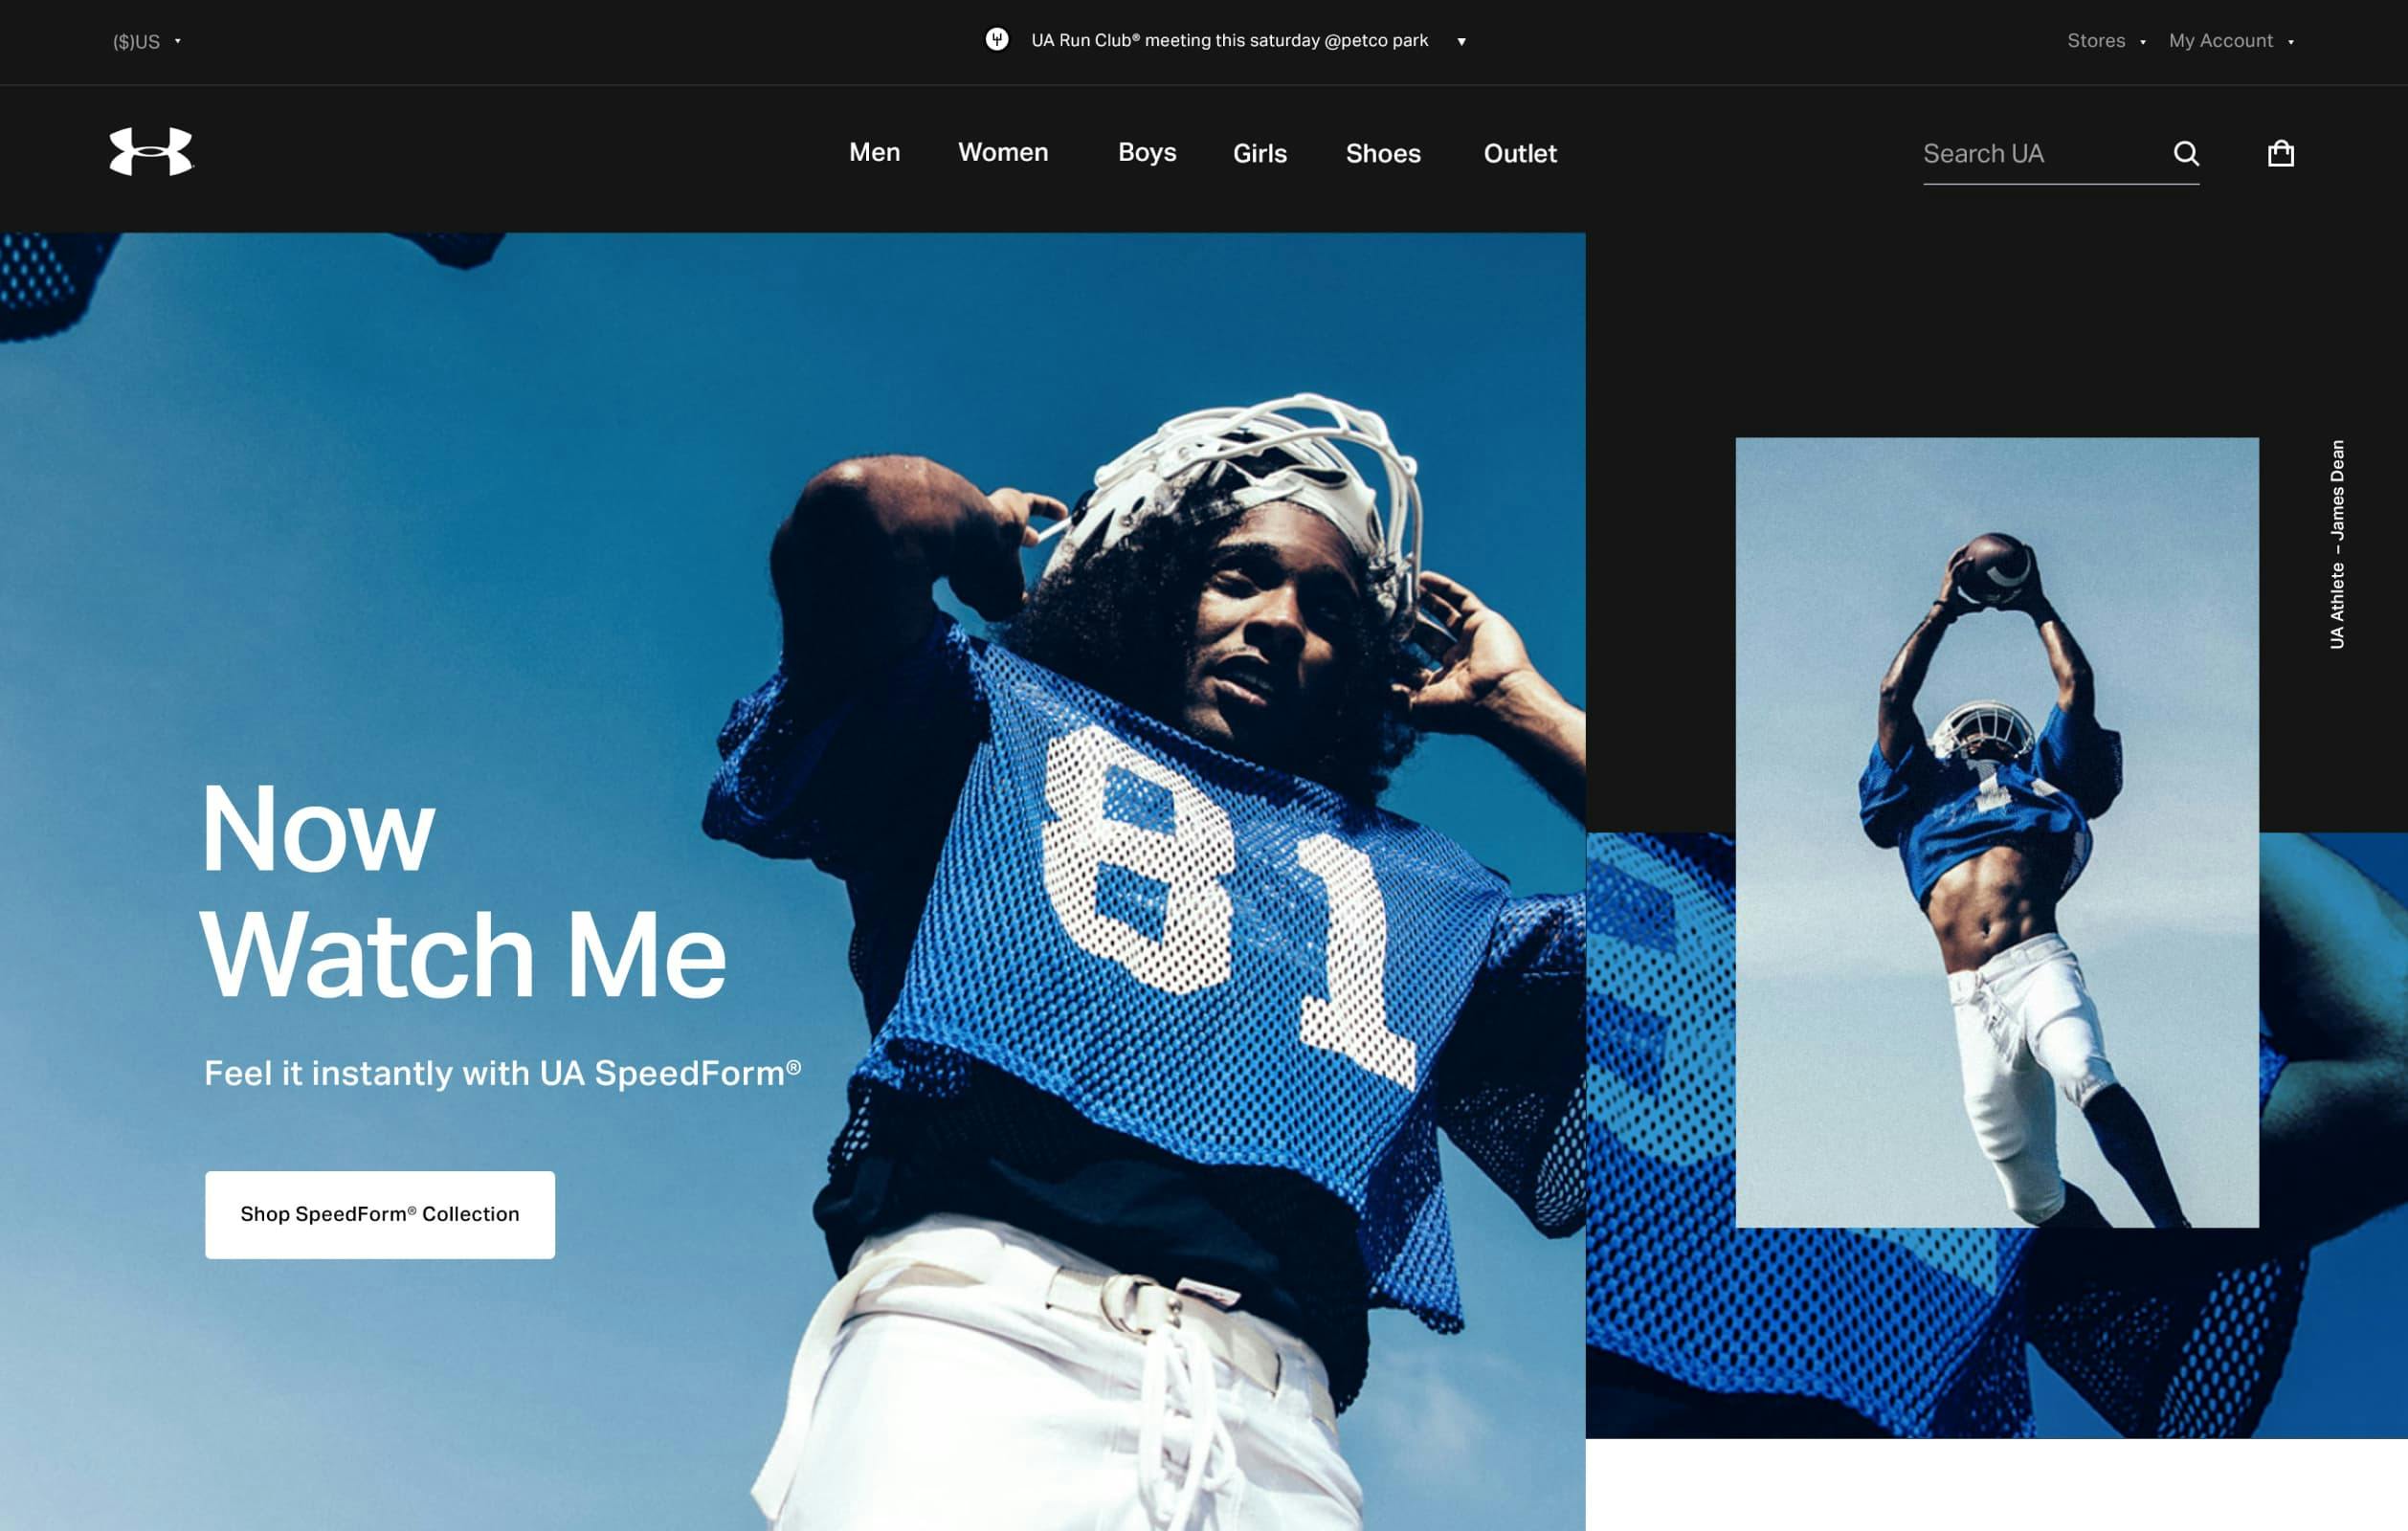 ($)US
UA Run Club® meeting this saturday @petco park
Stores
My Account
Men
Women
Boys
Girls
Shoes
Outlet
Search UA
Now
Watch Me
Feel it instantly with UA SpeedForm®
Shop SpeedForm® Collection
81
1
UA Athlete – James Dean